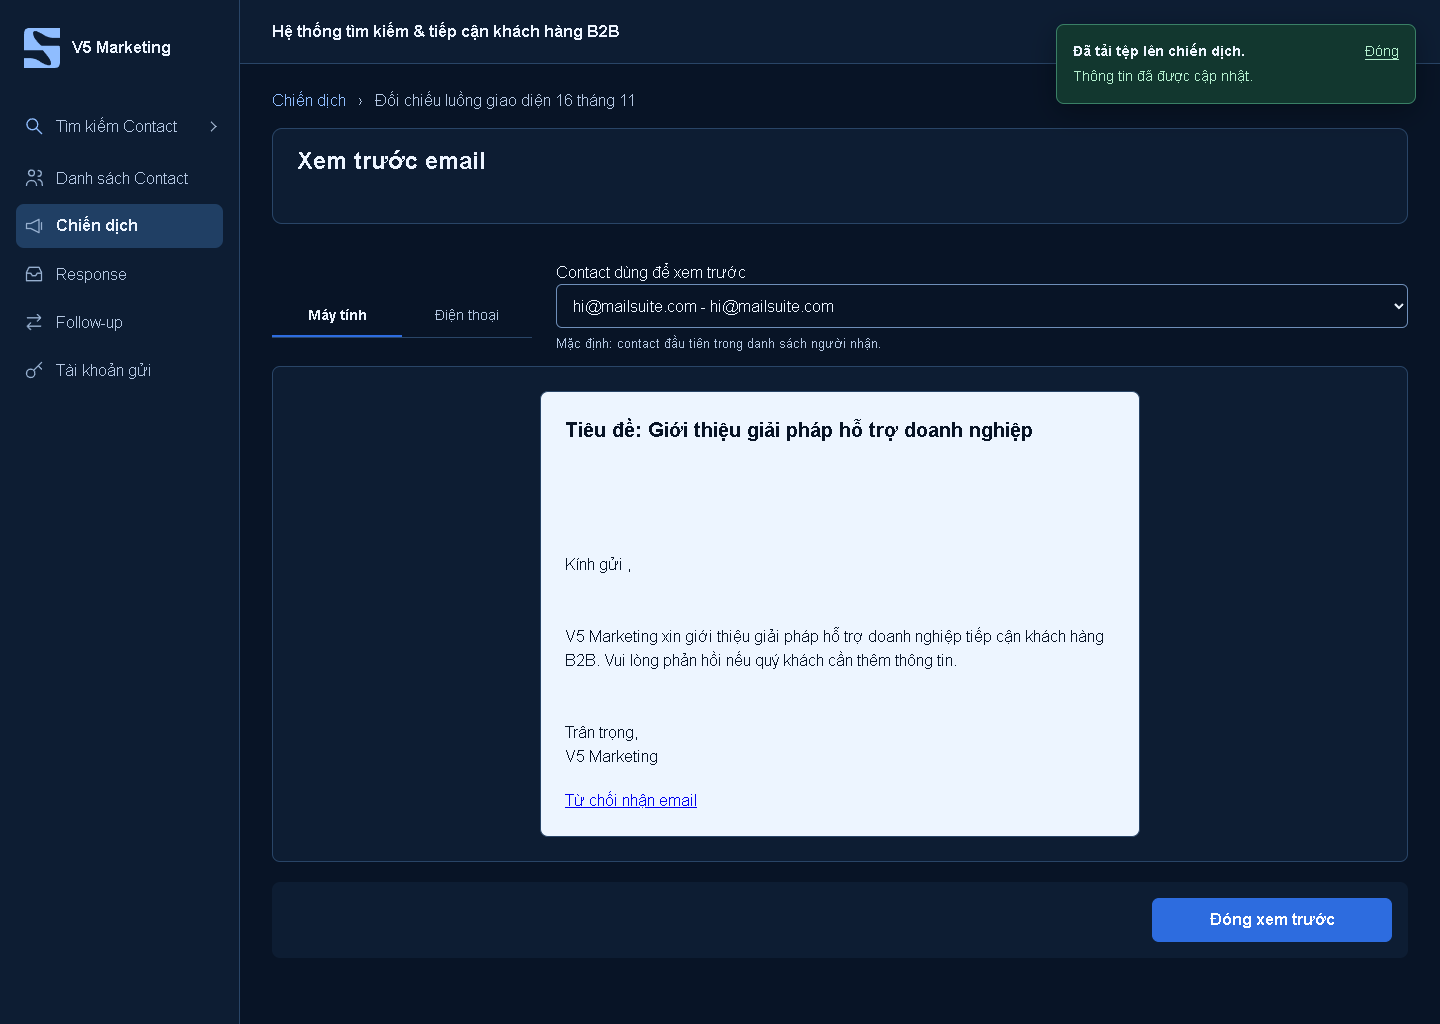 V5 Marketing
Hệ thống tìm kiếm & tiếp cận khách hàng B2B
Đã tải tệp lên chiến dịch.
Đóng
Thông tin đã được cập nhật.
Tìm kiếm Contact
Danh sách Contact
Chiến dịch
Response
Follow-up
Tài khoản gửi
Chiến dịch › Đối chiếu luồng giao diện 16 tháng 11
Xem trước email
Máy tính
Điện thoại
Contact dùng để xem trước
hi@mailsuite.com - hi@mailsuite.com
Mặc định: contact đầu tiên trong danh sách người nhận.
Tiêu đề: Giới thiệu giải pháp hỗ trợ doanh nghiệp
Kính gửi ,
V5 Marketing xin giới thiệu giải pháp hỗ trợ doanh nghiệp tiếp cận khách hàng
B2B. Vui lòng phản hồi nếu quý khách cần thêm thông tin.
Trân trọng,
V5 Marketing
Từ chối nhận email
Đóng xem trước